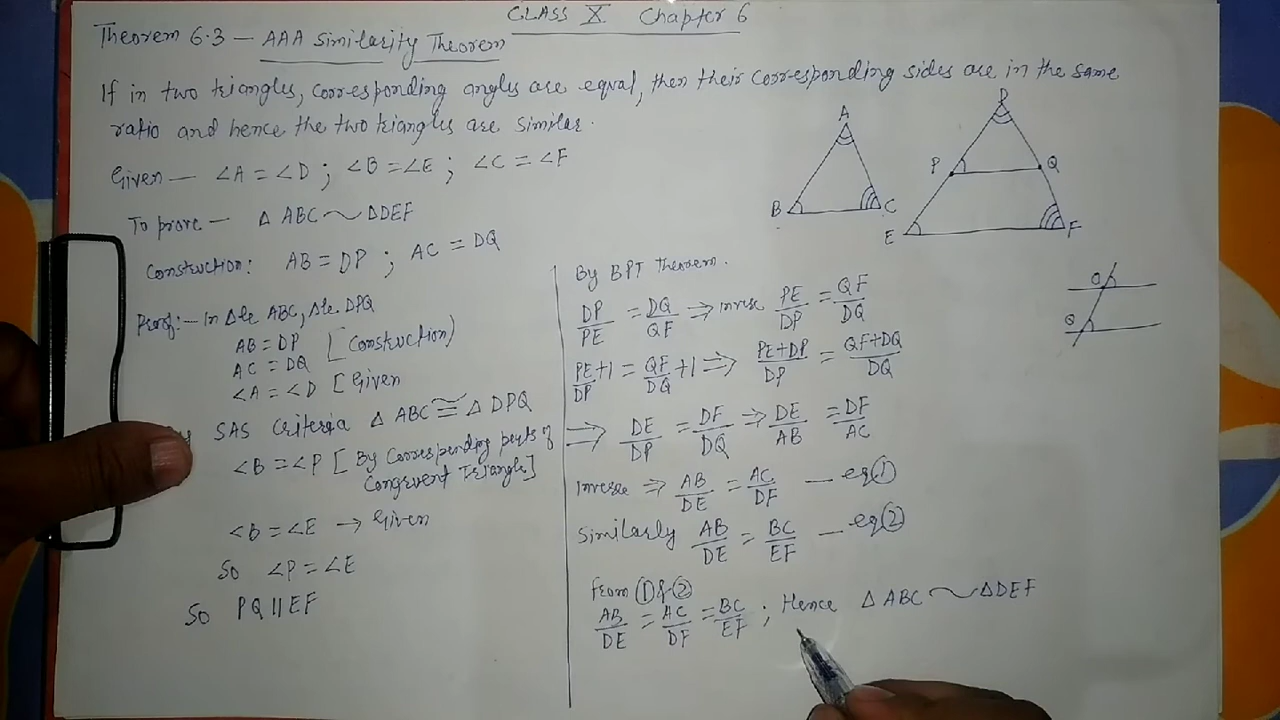 CLASS X Chapter 6
Theorem 6.3 — AAA Similarity Theorem
If in two triangles, corresponding angles are equal, then their corresponding sides are in the same
ratio and hence the two triangles are similar.
Given — ∠A = ∠D ; ∠B = ∠E ; ∠C = ∠F
To prove — △ ABC ~ △DEF
Construction: AB = DP ; AC = DQ
Proof:- In △le ABC, △le DPQ
AB = DP
AC = DQ [Construction)
∠A = ∠D [Given
SAS Criteria △ ABC ≅ △ DPQ
∠B = ∠P [By Corresponding parts of
Congruent Triangles]
∠B = ∠E → Given
So ∠P = ∠E
So PQ || EF
By BPT Theorem.
DP/PE = DQ/QF ⇒ inverse PE/DP = QF/DQ
PE/DP + 1 = QF/DQ + 1 ⇒ PE+DP/DP = QF+DQ/DQ
⇒ DE/DP = DF/DQ ⇒ DE/AB = DF/AC
Inverse ⇒ AB/DE = AC/DF — eq ①
Similarly AB/DE = BC/EF — eq ②
from ① & ②
AB/DE = AC/DF = BC/EF ; Hence △ ABC ~ △DEF
A
B
C
D
P
Q
E
F